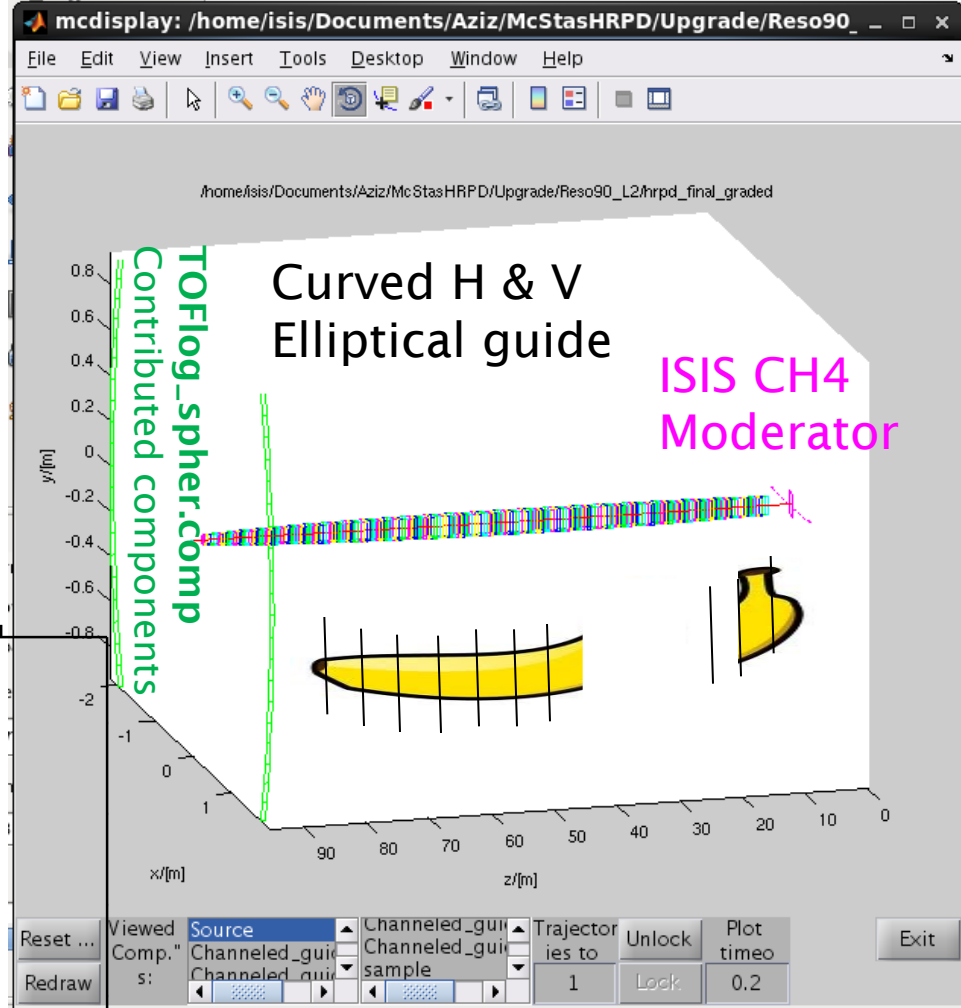 mcdisplay: /home/isis/Documents/Aziz/McStasHRPD/Upgrade/Reso90_
File Edit View Insert Tools Desktop Window Help
/home/isis/Documents/Aziz/McStasHRPD/Upgrade/Reso90_L2/hrpd_final_graded
TOFlog_spher.comp
Contributed components
Curved H & V
Elliptical guide
ISIS CH4
Moderator
y/[m]
0.8
0.6
0.4
0.2
0
-0.2
-0.4
-0.6
-0.8
-2
-1
0
1
x/[m]
90 80 70 60 50 40 30 20 10 0
z/[m]
Reset ...
Redraw
Viewed
Comp."
s:
Source
Channeled_guid
Channeled_guid
Channeled_guid
Channeled_guid
sample
Trajector
ies to
1
Unlock
Lock
Plot
timeo
0.2
Exit